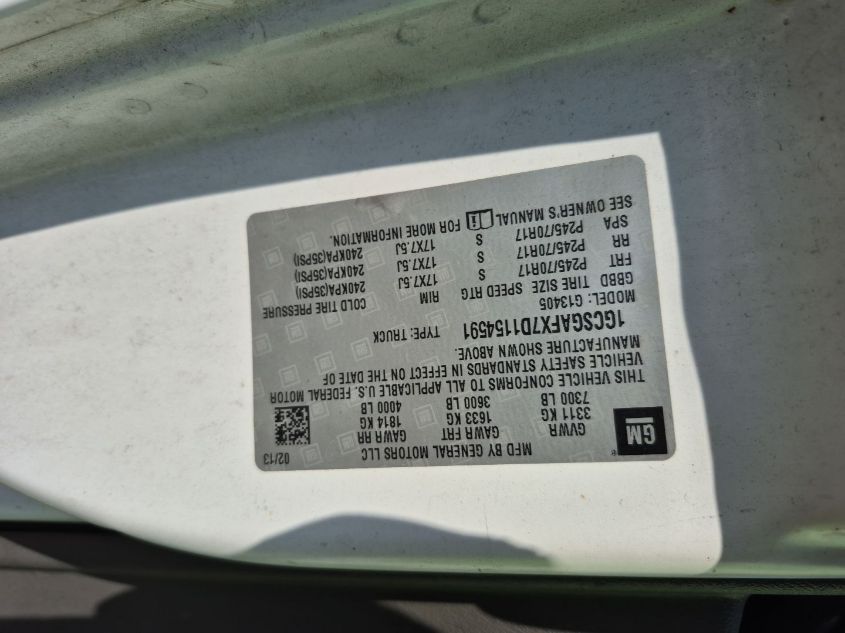 GM
MFD BY GENERAL MOTORS LLC 02/13
GVWR GAWR FRT GAWR RR
3311 KG 1633 KG 1814 KG
7300 LB 3600 LB 4000 LB
THIS VEHICLE CONFORMS TO ALL APPLICABLE U.S. FEDERAL MOTOR
VEHICLE SAFETY STANDARDS IN EFFECT ON THE DATE OF
MANUFACTURE SHOWN ABOVE.
1GCSGAFX7D1154591 TYPE: TRUCK
MODEL: G13405
GBBD TIRE SIZE SPEED RTG RIM COLD TIRE PRESSURE
FRT P245/70R17 S 17X7.5J 240KPA(35PSI)
RR P245/70R17 S 17X7.5J 240KPA(35PSI)
SPA P245/70R17 S 17X7.5J 240KPA(35PSI)
SEE OWNER'S MANUAL FOR MORE INFORMATION.